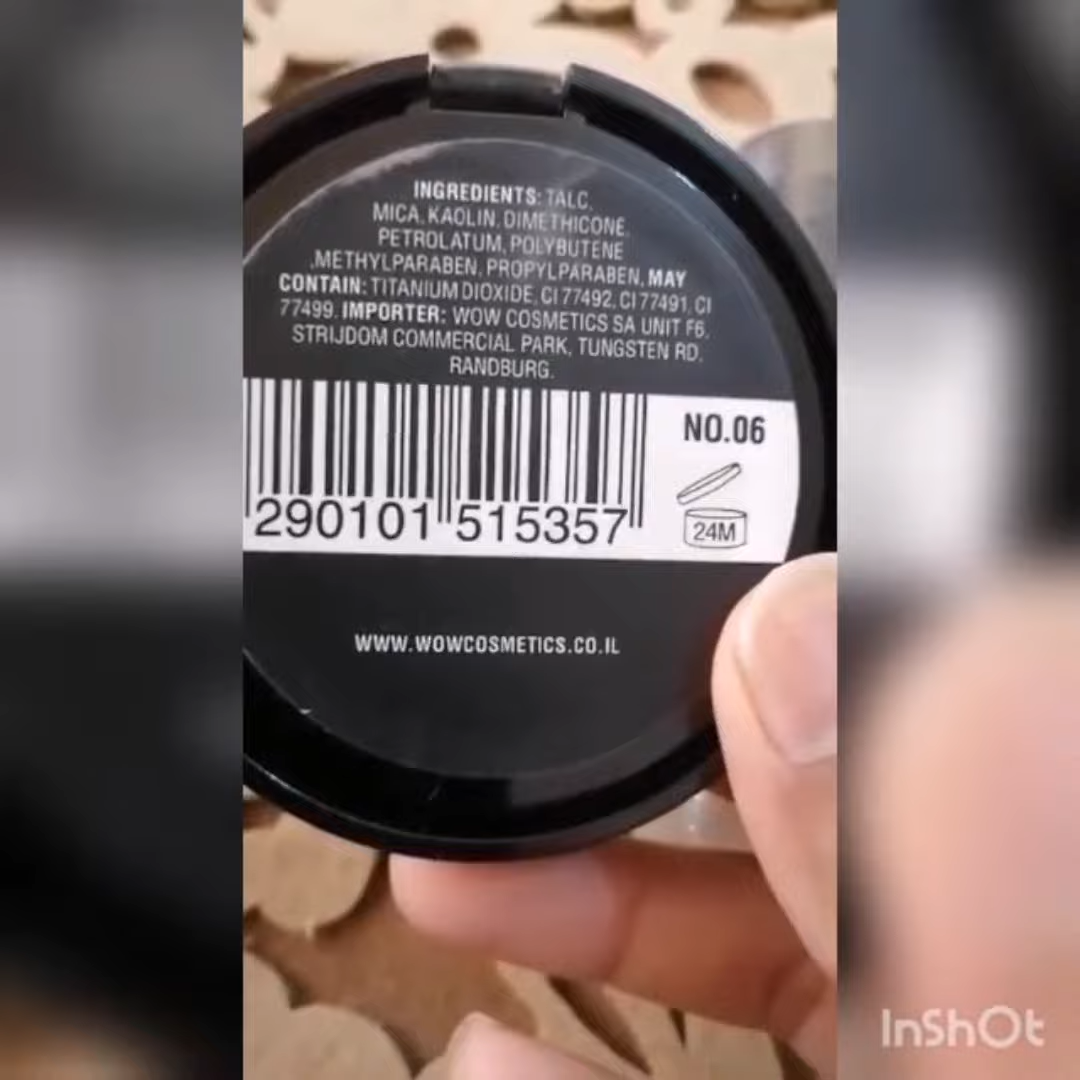 INGREDIENTS: TALC,
MICA, KAOLIN, DIMETHICONE,
PETROLATUM, POLYBUTENE
,METHYLPARABEN, PROPYLPARABEN, MAY
CONTAIN: TITANIUM DIOXIDE, CI 77492, CI 77491, CI
77499. IMPORTER: WOW COSMETICS SA UNIT F6,
STRIJDOM COMMERCIAL PARK, TUNGSTEN RD,
RANDBURG.
NO.06
24M
290101 515357
WWW.WOWCOSMETICS.CO.IL
InShOt